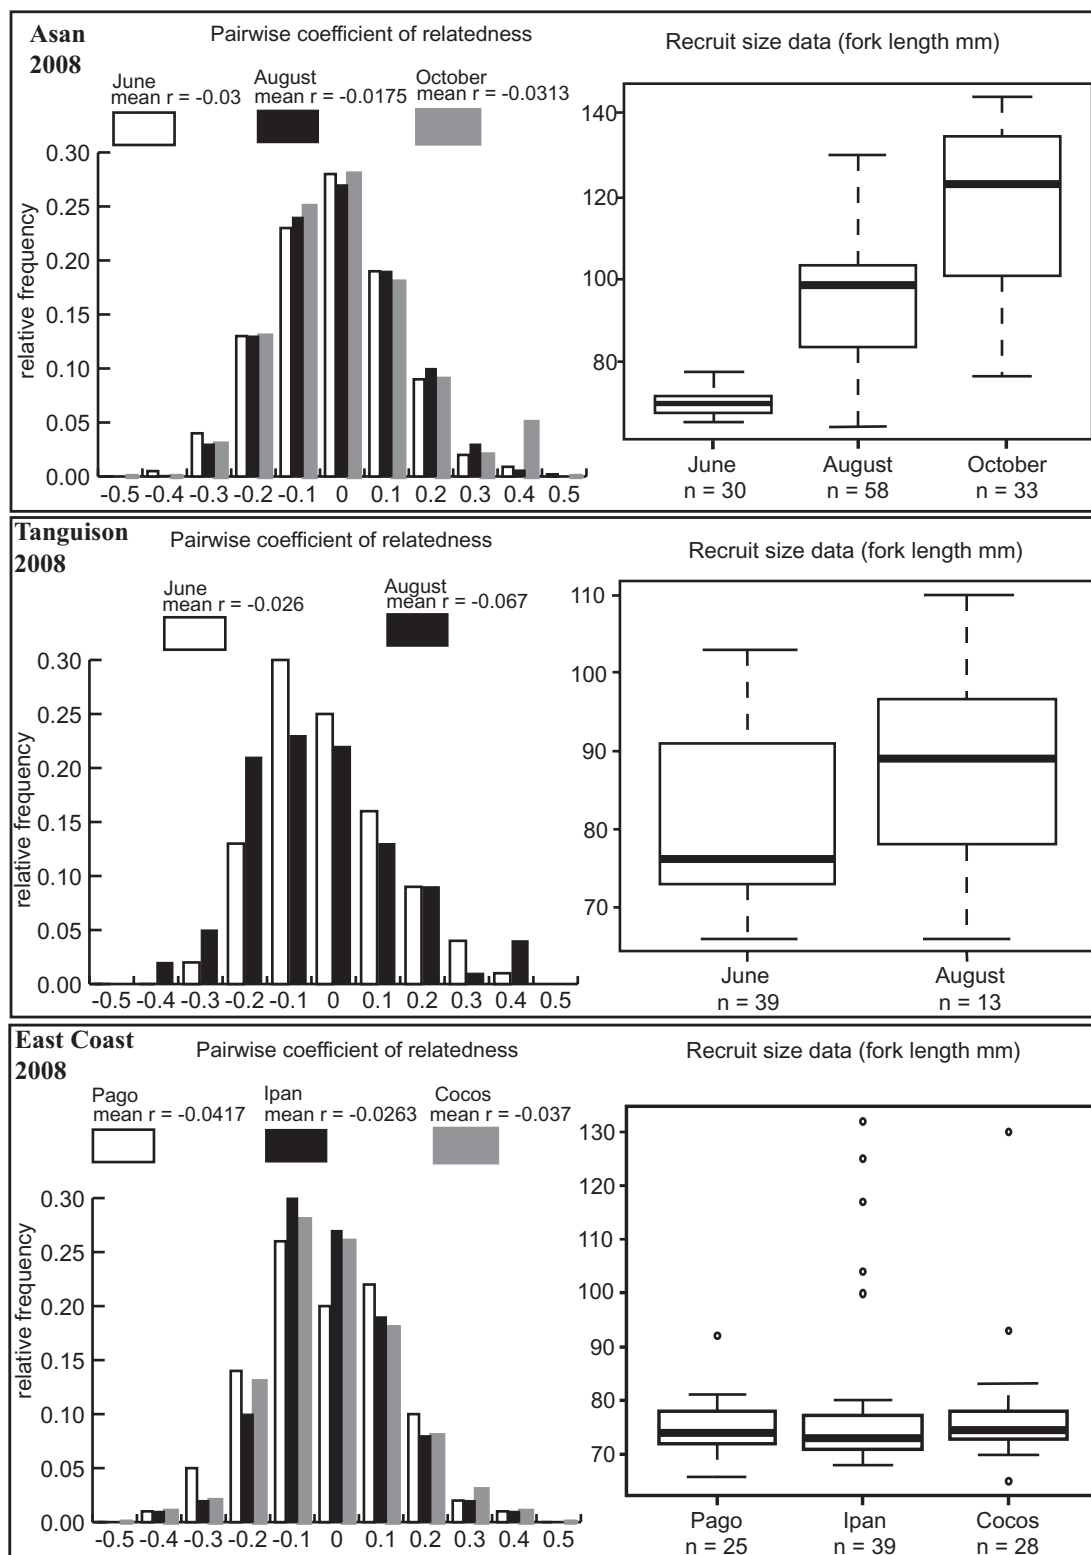 Asan
2008
Pairwise coefficient of relatedness
Recruit size data (fork length mm)
June
mean r = -0.03
August
mean r = -0.0175
October
mean r = -0.0313
relative frequency
0.30
0.25
0.20
0.15
0.10
0.05
0.00
-0.5 -0.4 -0.3 -0.2 -0.1 0 0.1 0.2 0.3 0.4 0.5
140
120
100
80
June August October
n = 30 n = 58 n = 33
Tanguison
2008
Pairwise coefficient of relatedness
Recruit size data (fork length mm)
June
mean r = -0.026
August
mean r = -0.067
relative frequency
0.30
0.25
0.20
0.15
0.10
0.05
0.00
-0.5 -0.4 -0.3 -0.2 -0.1 0 0.1 0.2 0.3 0.4 0.5
110
100
90
80
70
June August
n = 39 n = 13
East Coast
2008
Pairwise coefficient of relatedness
Recruit size data (fork length mm)
Pago
mean r = -0.0417
Ipan
mean r = -0.0263
Cocos
mean r = -0.037
relative frequency
0.30
0.25
0.20
0.15
0.10
0.05
0.00
-0.5 -0.4 -0.3 -0.2 -0.1 0 0.1 0.2 0.3 0.4 0.5
130
120
110
100
90
80
70
Pago Ipan Cocos
n = 25 n = 39 n = 28